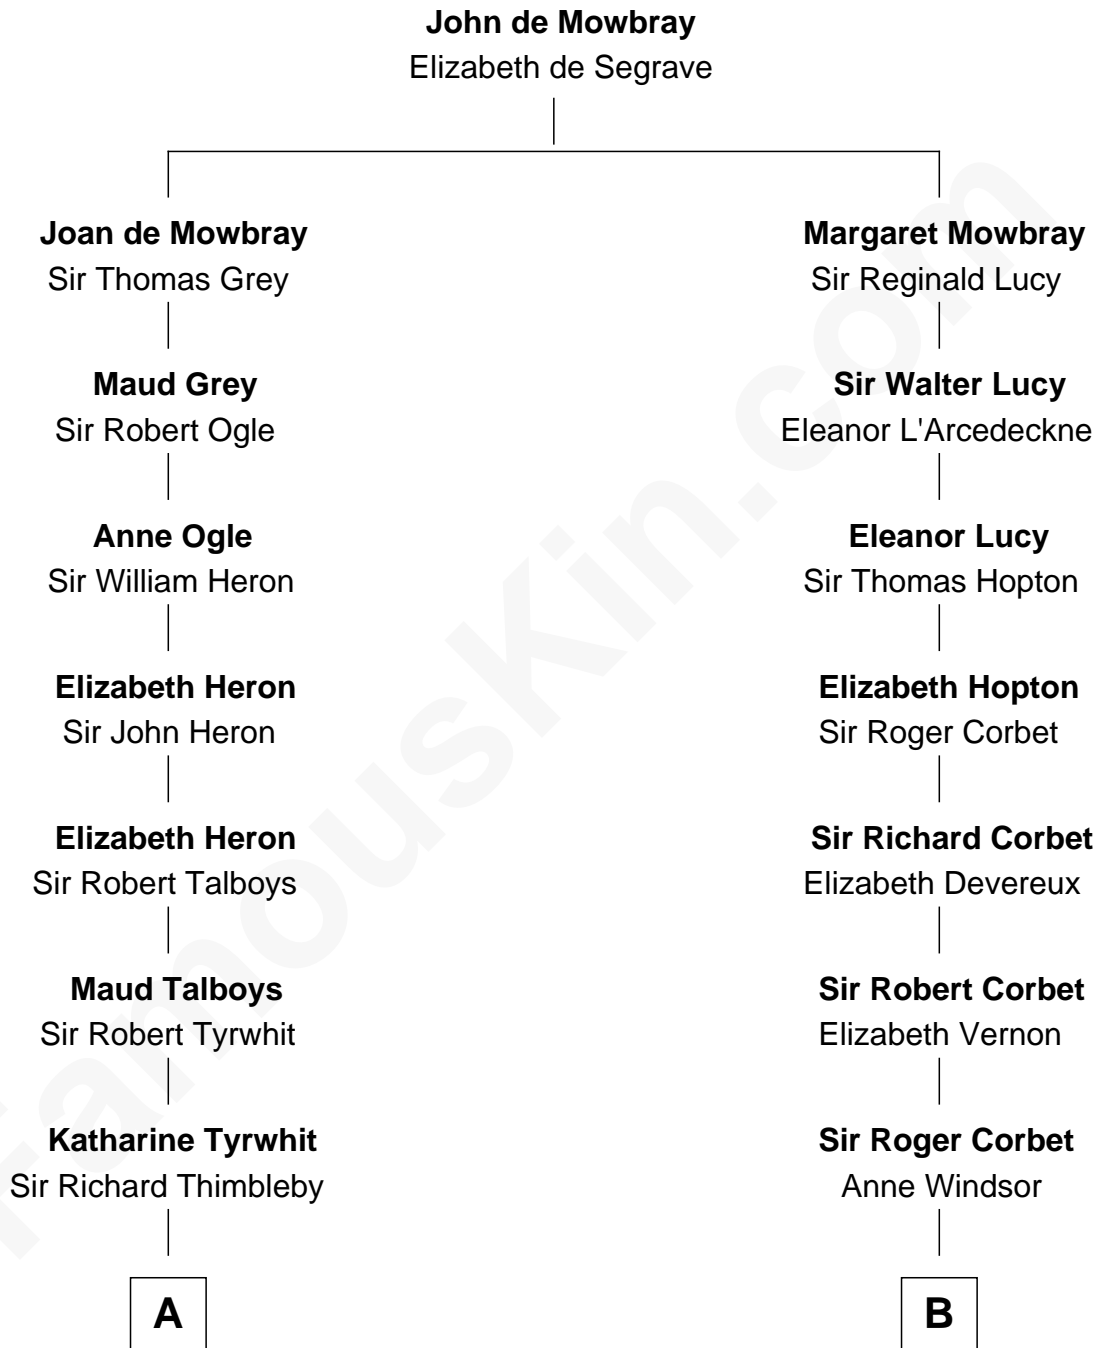 John de Mowbray
Elizabeth de Segrave
Joan de Mowbray
Sir Thomas Grey
Margaret Mowbray
Sir Reginald Lucy
Maud Grey
Sir Robert Ogle
Sir Walter Lucy
Eleanor L'Arcedeckne
Anne Ogle
Sir William Heron
Eleanor Lucy
Sir Thomas Hopton
Elizabeth Heron
Sir John Heron
Elizabeth Hopton
Sir Roger Corbet
Elizabeth Heron
Sir Robert Talboys
Sir Richard Corbet
Elizabeth Devereux
Maud Talboys
Sir Robert Tyrwhit
Sir Robert Corbet
Elizabeth Vernon
Katharine Tyrwhit
Sir Richard Thimbleby
Sir Roger Corbet
Anne Windsor
A
B
FamousKin.com